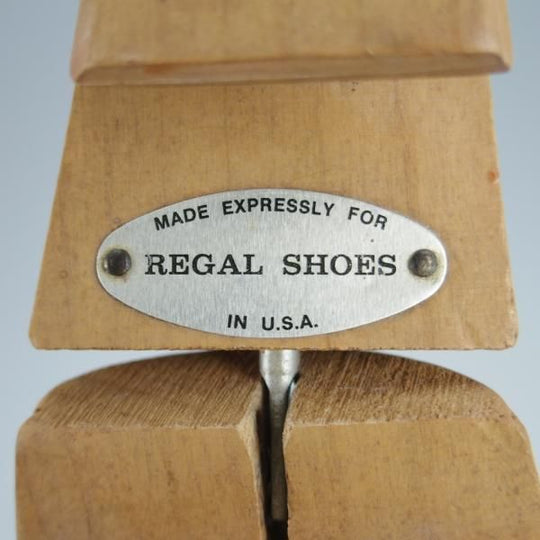 MADE EXPRESSLY FOR
REGAL SHOES
IN U.S.A.